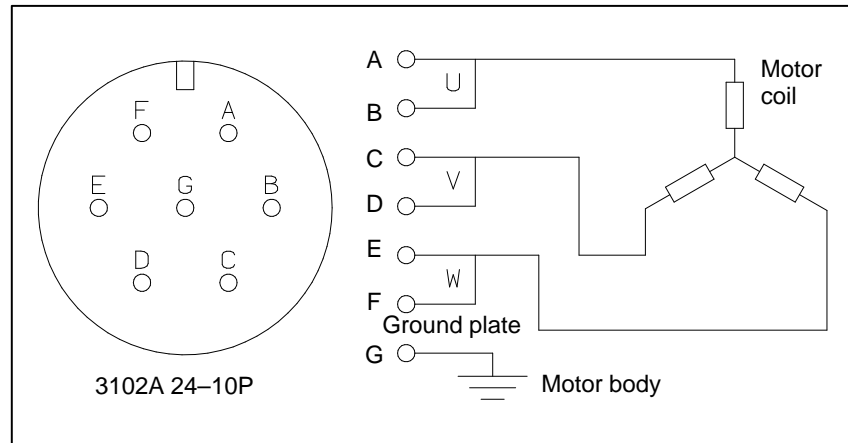 F A
E G B
D C
3102A 24–10P
A
U
B
C
V
D
E
W
F
Ground plate
G
Motor body
Motor
coil